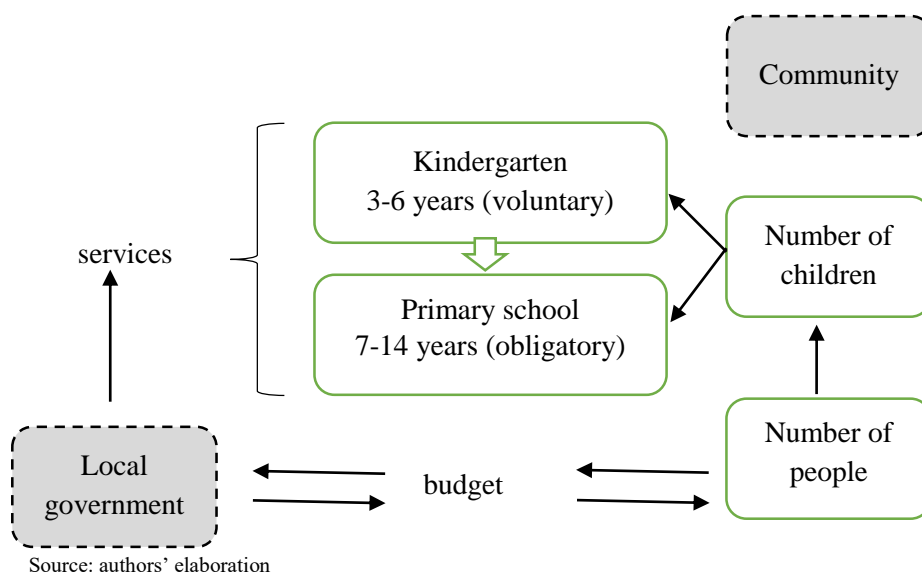 Community
Kindergarten
3-6 years (voluntary)
services
Number of
children
Primary school
7-14 years (obligatory)
Number of
people
Local
government
budget
Source: authors’ elaboration